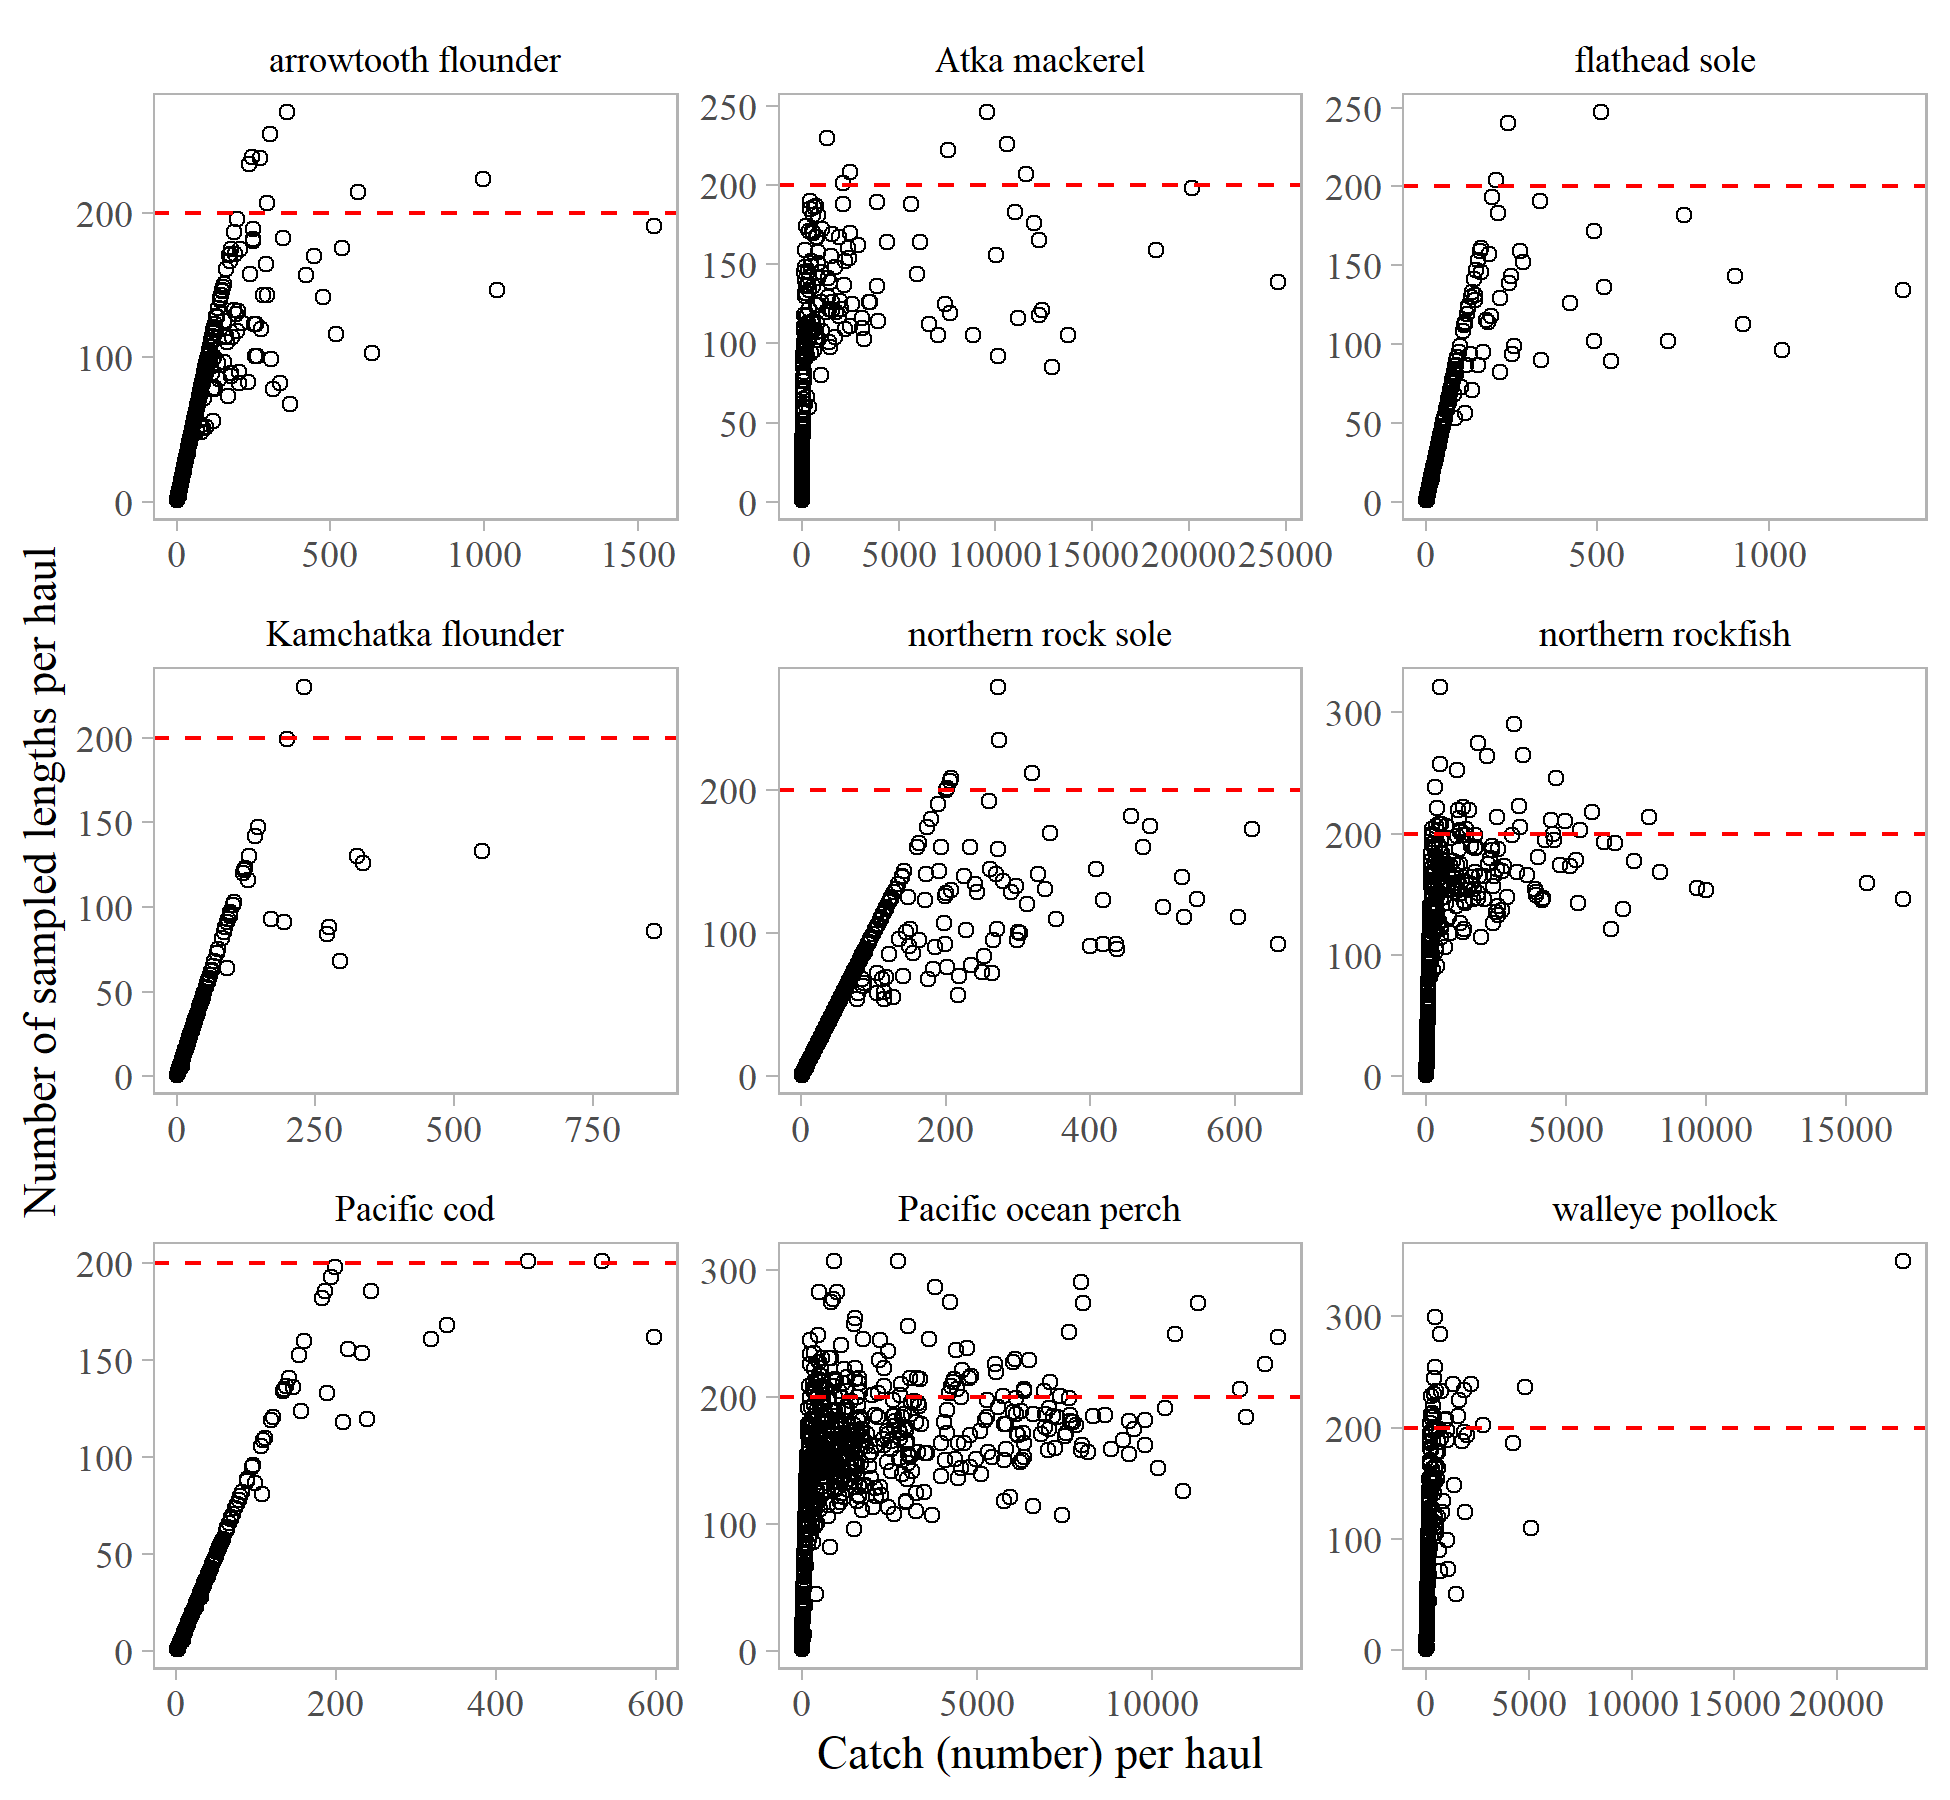 arrowtooth flounder
Atka mackerel
flathead sole
200
100
0
0 500 1000 1500
250
200
150
100
50
0
0 5000 10000 15000 20000 25000
250
200
150
100
50
0
0 500 1000
Number of sampled lengths per haul
Kamchatka flounder
northern rock sole
northern rockfish
200
150
100
50
0
0 250 500 750
200
100
0
0 200 400 600
300
200
100
0
0 5000 10000 15000
Pacific cod
Pacific ocean perch
walleye pollock
200
150
100
50
0
0 200 400 600
300
200
100
0
0 5000 10000
300
200
100
0
0 5000 10000 15000 20000
Catch (number) per haul